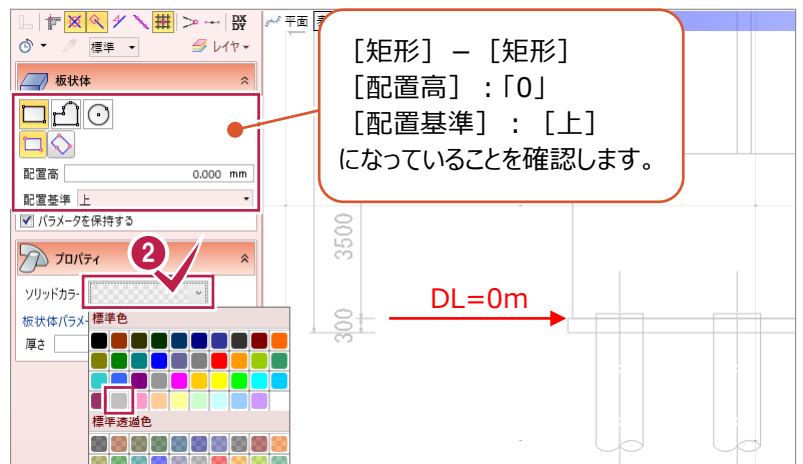 DX
DY
平面
標準
レイヤ
板状体
配置高 0.000 mm
配置基準 上
パラメータを保持する
プロパティ
2
ソリッドカラー
板状体パラメ
厚さ
標準色
標準透過色
［矩形］－［矩形］
［配置高］：「0」
［配置基準］：［上］
になっていることを確認します。
3500
300
DL=0m